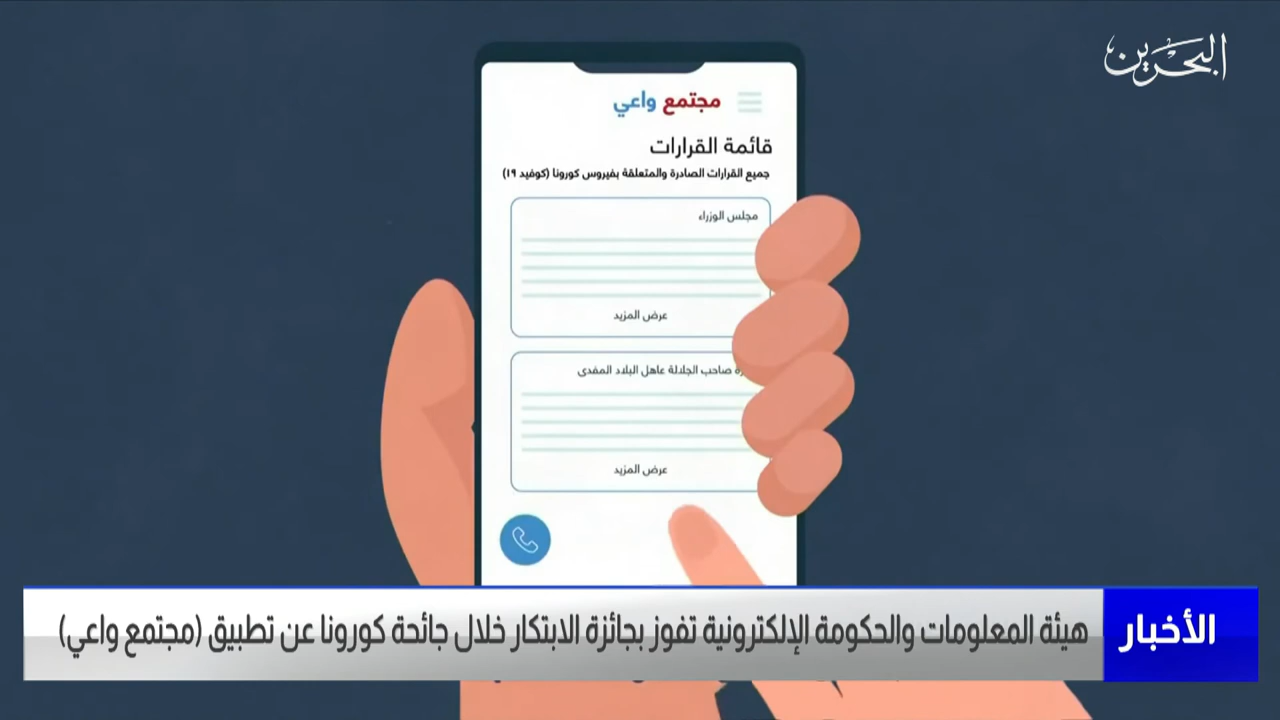 البحرين
مجتمع واعي
قائمة القرارات
جميع القرارات الصادرة والمتعلقة بفيروس كورونا (كوفيد ١٩)
مجلس الوزراء
عرض المزيد
صاحب الجلالة عاهل البلاد المفدى
عرض المزيد
الأخبار
هيئة المعلومات والحكومة الإلكترونية تفوز بجائزة الابتكار خلال جائحة كورونا عن تطبيق (مجتمع واعي)